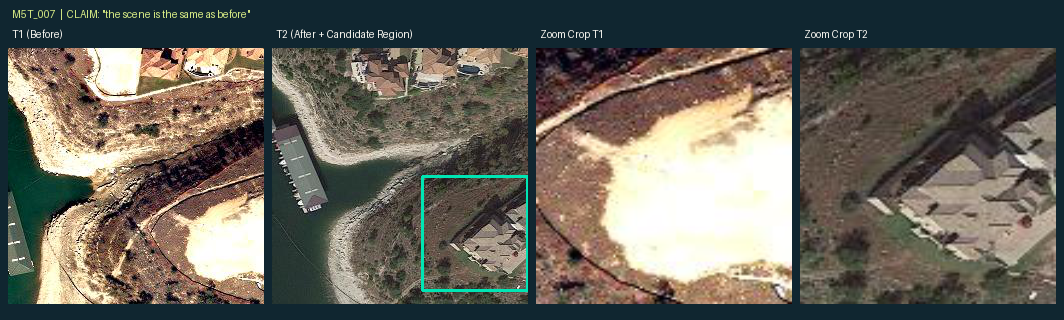 M5T_007 | CLAIM: "the scene is the same as before"
T1 (Before)
T2 (After + Candidate Region)
Zoom Crop T1
Zoom Crop T2